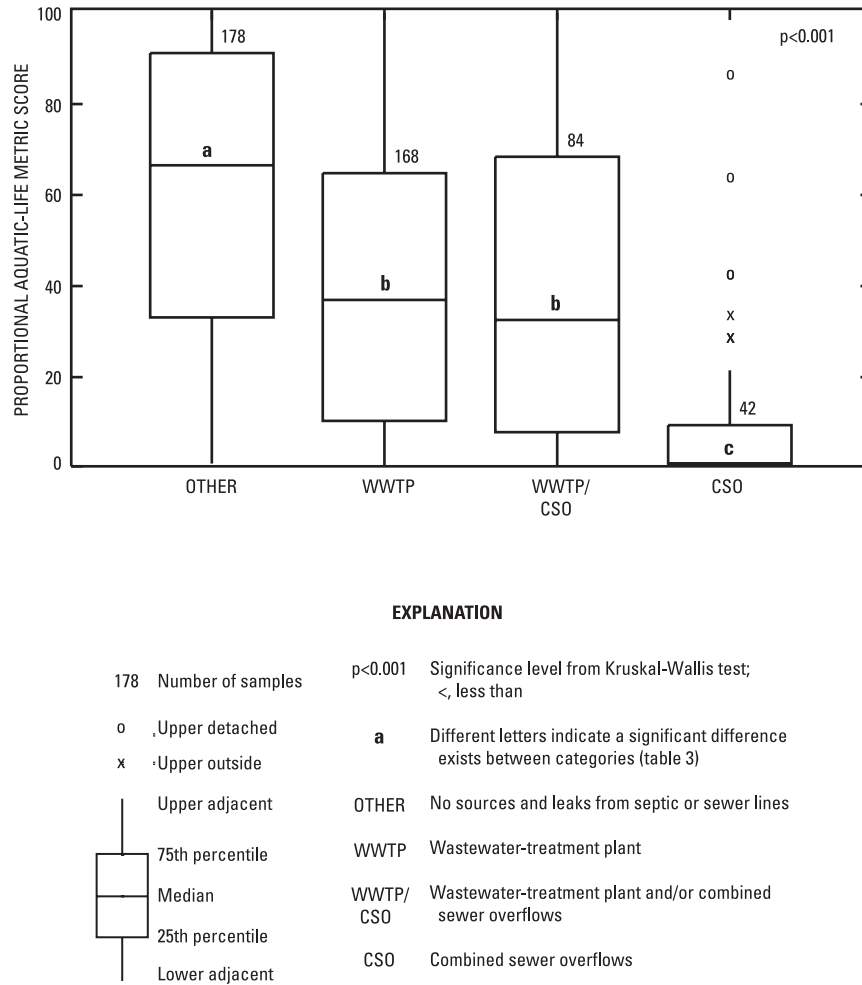 100
178
p<0.001
80
a
168
84
60
PROPORTIONAL AQUATIC-LIFE METRIC SCORE
40
b
b
x
x
20
42
c
0
OTHER
WWTP
WWTP/
CSO
CSO
EXPLANATION
178 Number of samples
o Upper detached
x Upper outside
Upper adjacent
75th percentile
Median
25th percentile
Lower adjacent
p<0.001 Significance level from Kruskal-Wallis test;
<, less than
a Different letters indicate a significant difference
exists between categories (table 3)
OTHER No sources and leaks from septic or sewer lines
WWTP Wastewater-treatment plant
WWTP/ Wastewater-treatment plant and/or combined
CSO sewer overflows
CSO Combined sewer overflows